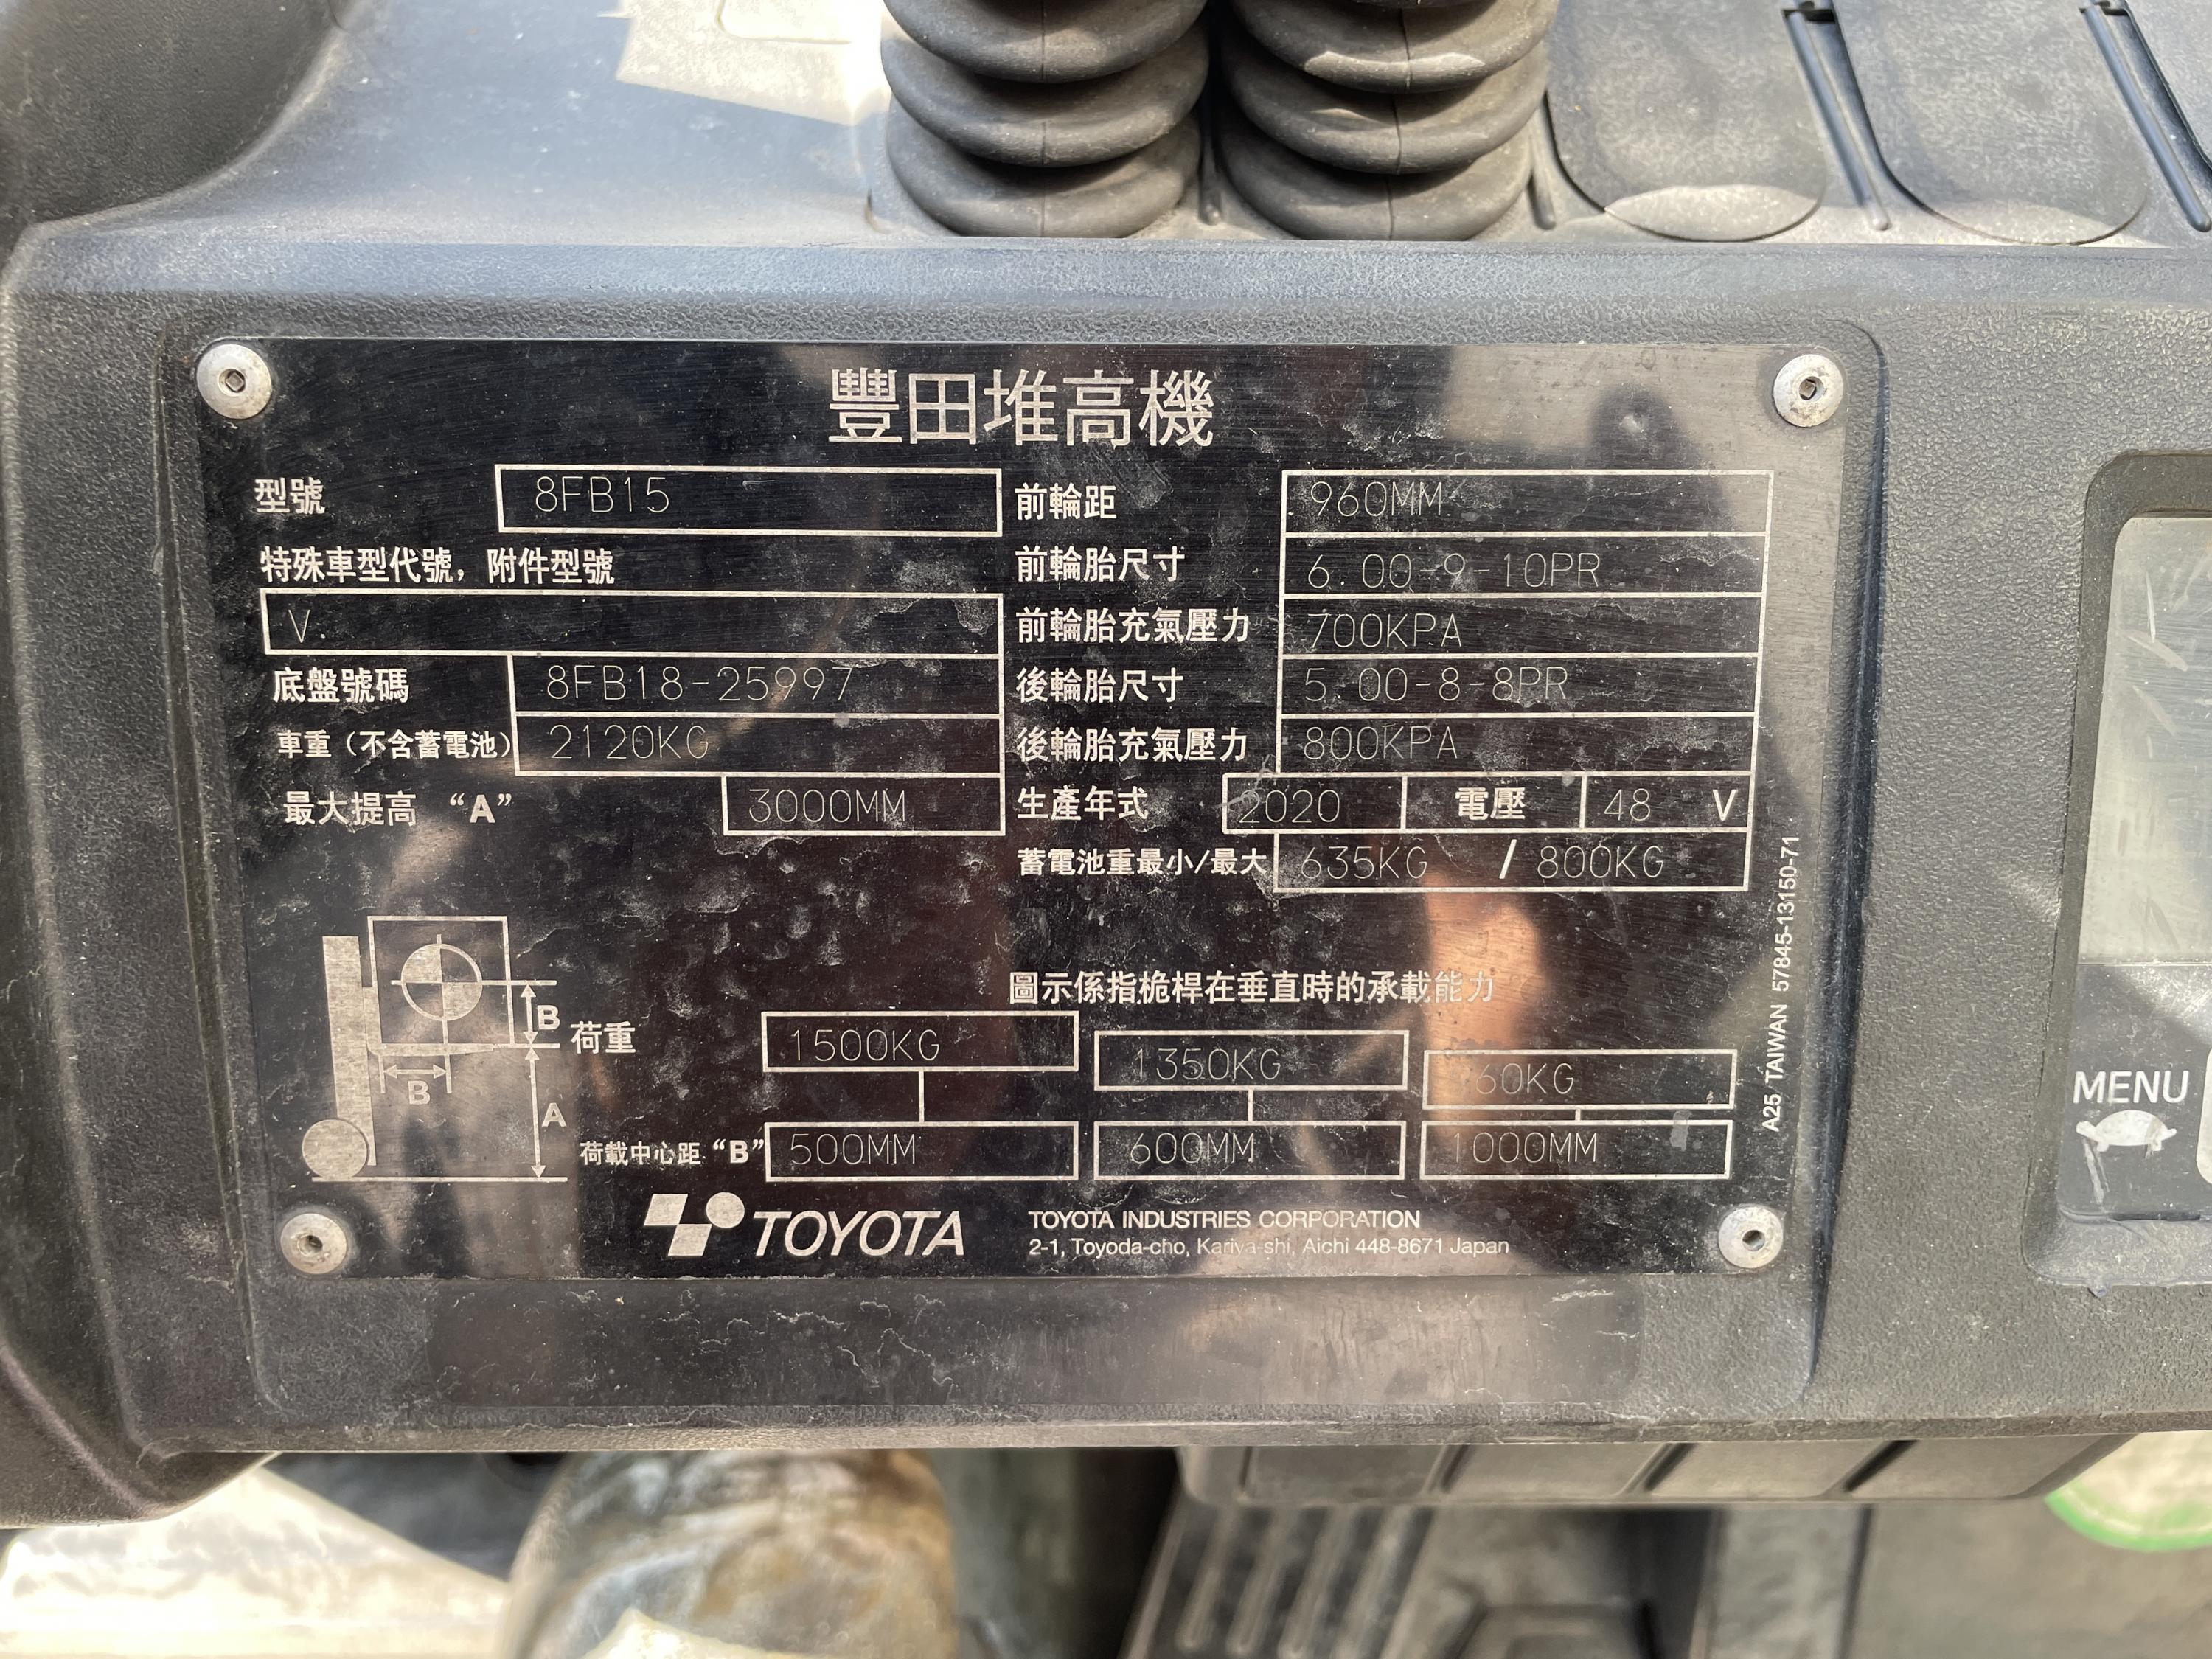 豐田堆高機
型號 8FB15
特殊車型代號，附件型號
V
底盤號碼 8FB18-25997
車重（不含蓄電池） 2120KG
最大提高 “A” 3000MM
前輪距 960MM
前輪胎尺寸 6.00-9-10PR
前輪胎充氣壓力 700KPA
後輪胎尺寸 5.00-8-8PR
後輪胎充氣壓力 800KPA
生產年式 2020 電壓 48 V
蓄電池重最小/最大 635KG / 800KG
圖示係指桅桿在垂直時的承載能力
B
B
A
荷重 1500KG 1350KG
荷載中心距 “B” 500MM 600MM 1000MM
TOYOTA
TOYOTA INDUSTRIES CORPORATION
2-1, Toyoda-cho, Kariya-shi, Aichi 448-8671 Japan
A25 TAIWAN 57845-13150-71
MENU